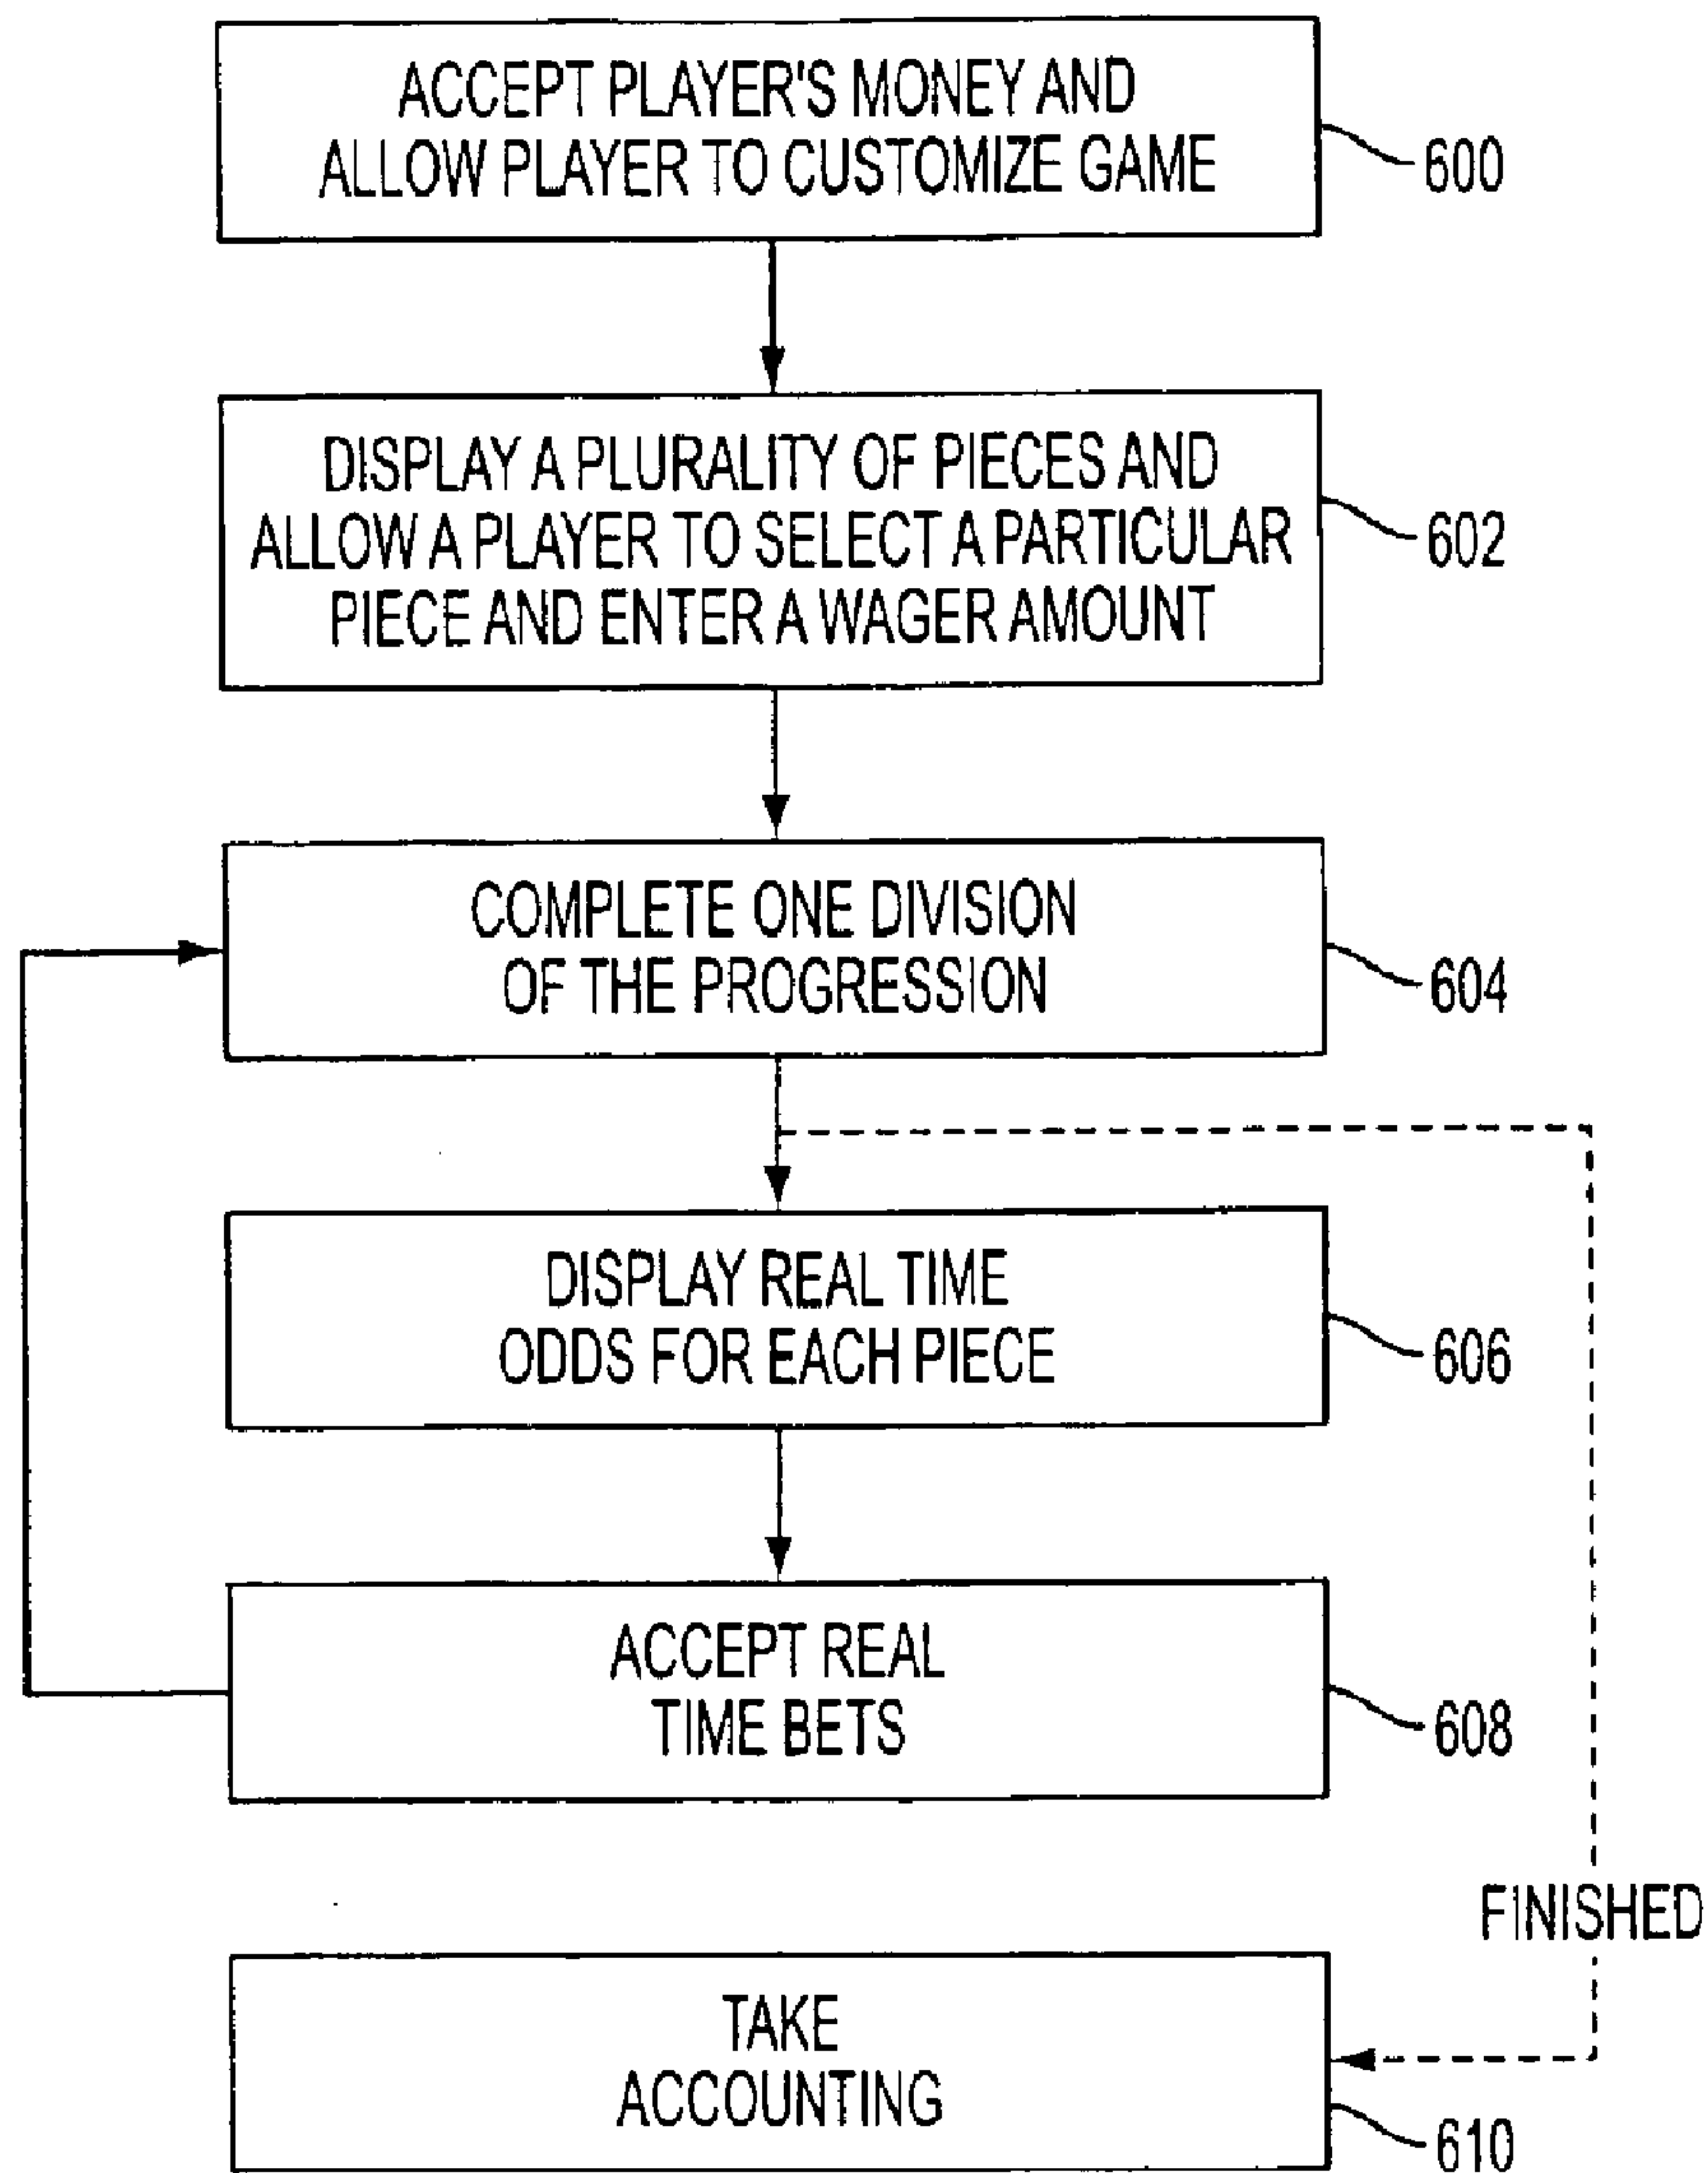 ACCEPT PLAYER'S MONEY AND
ALLOW PLAYER TO CUSTOMIZE GAME
600
DISPLAY A PLURALITY OF PIECES AND
ALLOW A PLAYER TO SELECT A PARTICULAR
PIECE AND ENTER A WAGER AMOUNT
602
COMPLETE ONE DIVISION
OF THE PROGRESSION
604
DISPLAY REAL TIME
ODDS FOR EACH PIECE
606
ACCEPT REAL
TIME BETS
608
FINISHED
TAKE
ACCOUNTING
610